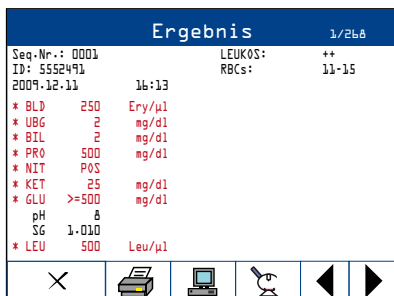 Ergebnis 1/268
Seq.Nr.: 0001 LEUKOS: ++
ID: 5552491 RBCs: 11-15
2009.12.11 16:13
* BLD 250 Ery/µl
* UBG 2 mg/dl
* BIL 2 mg/dl
* PRO 500 mg/dl
* NIT POS
* KET 25 mg/dl
* GLU >=500 mg/dl
pH 8
SG 1.010
* LEU 500 Leu/µl